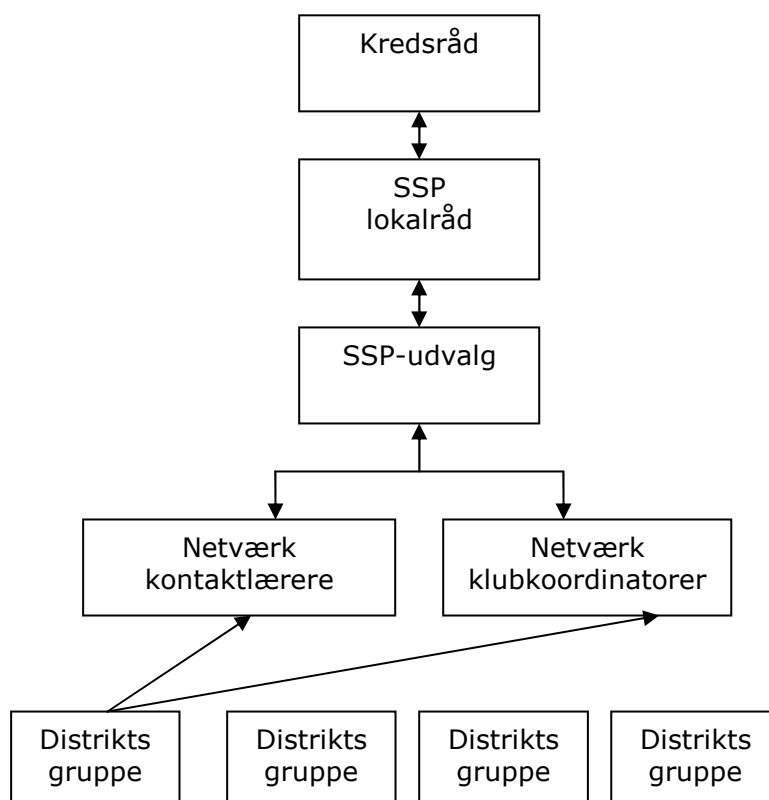 Kredsråd
SSP
lokalråd
SSP-udvalg
Netværk
kontaktlærere
Netværk
klubkoordinatorer
Distrikts
gruppe
Distrikts
gruppe
Distrikts
gruppe
Distrikts
gruppe